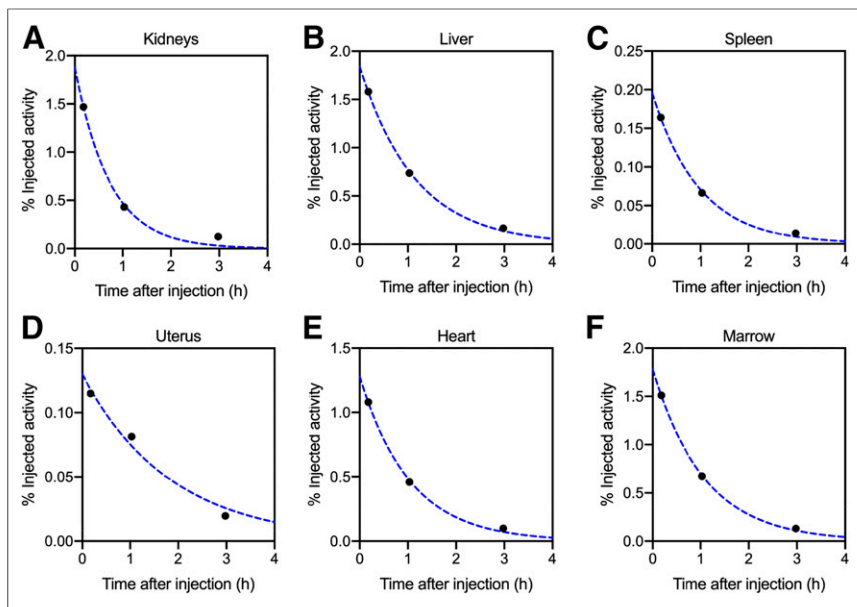 A
Kidneys
% Injected activity
2.0
1.5
1.0
0.5
0.0
0 1 2 3 4
Time after injection (h)
B
Liver
% Injected activity
2.0
1.5
1.0
0.5
0.0
0 1 2 3 4
Time after injection (h)
C
Spleen
% Injected activity
0.25
0.20
0.15
0.10
0.05
0.00
0 1 2 3 4
Time after injection (h)
D
Uterus
% Injected activity
0.15
0.10
0.05
0.00
0 1 2 3 4
Time after injection (h)
E
Heart
% Injected activity
1.5
1.0
0.5
0.0
0 1 2 3 4
Time after injection (h)
F
Marrow
% Injected activity
2.0
1.5
1.0
0.5
0.0
0 1 2 3 4
Time after injection (h)